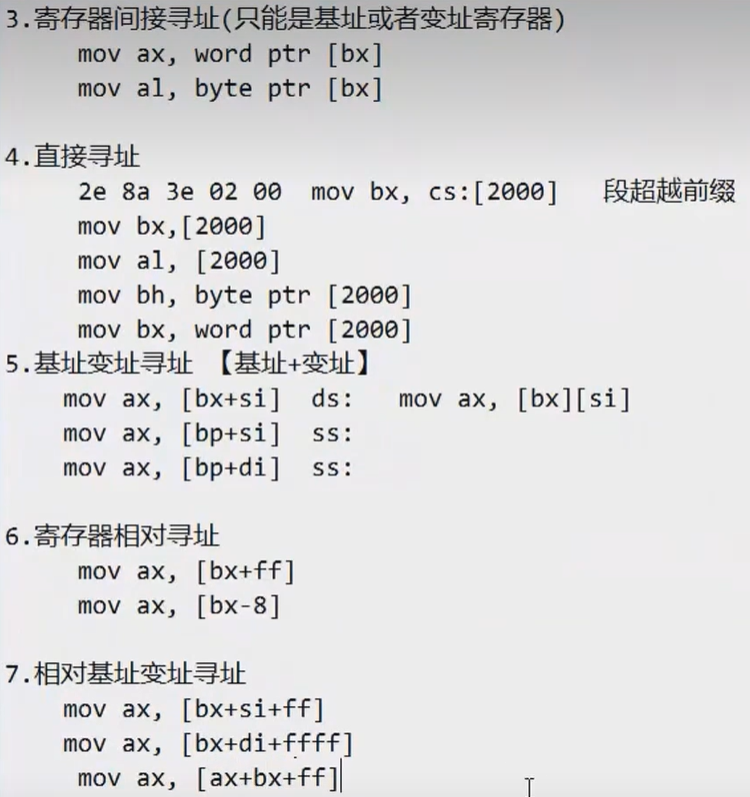 3.寄存器间接寻址(只能是基址或者变址寄存器)
mov ax, word ptr [bx]
mov al, byte ptr [bx]
4.直接寻址
2e 8a 3e 02 00  mov bx, cs:[2000]   段超越前缀
mov bx,[2000]
mov al, [2000]
mov bh, byte ptr [2000]
mov bx, word ptr [2000]
5.基址变址寻址 【基址+变址】
mov ax, [bx+si]  ds:   mov ax, [bx][si]
mov ax, [bp+si]  ss:
mov ax, [bp+di]  ss:
6.寄存器相对寻址
mov ax, [bx+ff]
mov ax, [bx-8]
7.相对基址变址寻址
mov ax, [bx+si+ff]
mov ax, [bx+di+ffff]
mov ax, [ax+bx+ff]